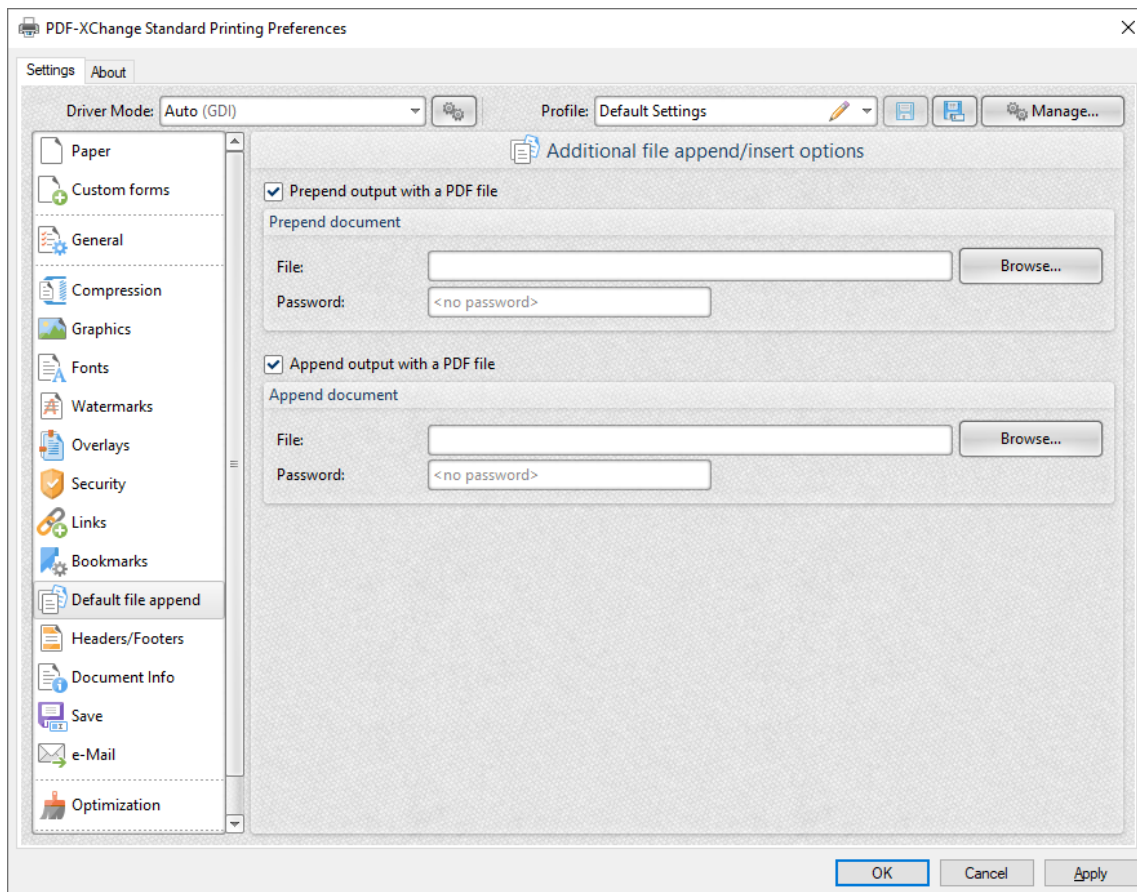 PDF-XChange Standard Printing Preferences
Settings About
Driver Mode: Auto (GDI) Profile: Default Settings Manage...
Paper
Custom forms
General
Compression
Graphics
Fonts
Watermarks
Overlays
Security
Links
Bookmarks
Default file append
Headers/Footers
Document Info
Save
e-Mail
Optimization
Additional file append/insert options
Prepend output with a PDF file
Prepend document
File: Browse...
Password: <no password>
Append output with a PDF file
Append document
File: Browse...
Password: <no password>
OK Cancel Apply